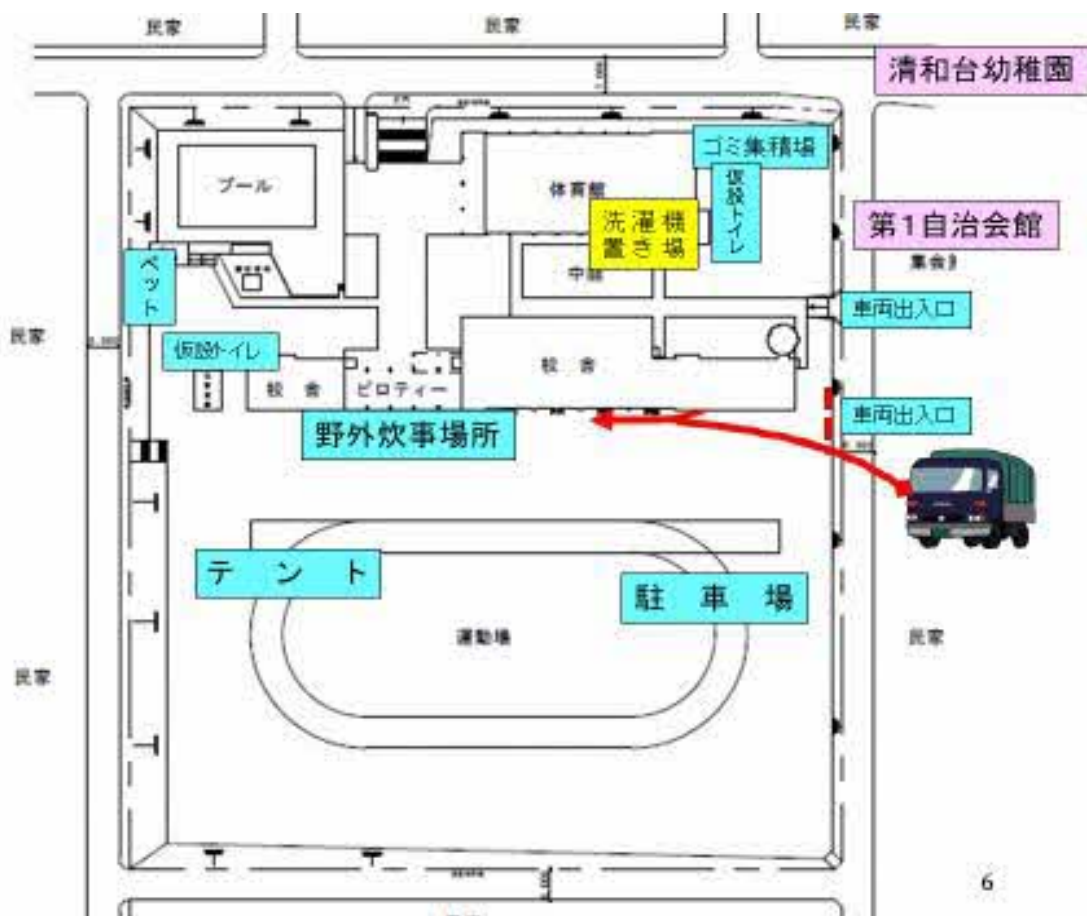 民家
民家
民家
清和台幼稚園
ゴミ集積場
プール
体育館
仮設トイレ
洗濯機
置き場
第1自治会館
中庭
ペット
車両出入口
民家
仮設トイレ
校舎
校舎
ピロティー
車両出入口
野外炊事場所
テント
駐車場
運動場
民家
民家
6